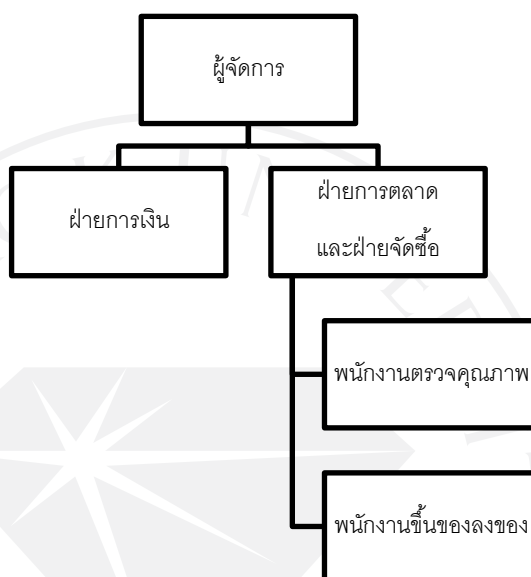 ผู้จัดการ
ฝ่ายการเงิน
ฝ่ายการตลาด
และฝ่ายจัดซื้อ
พนักงานตรวจคุณภาพ
พนักงานขึ้นของลงของ